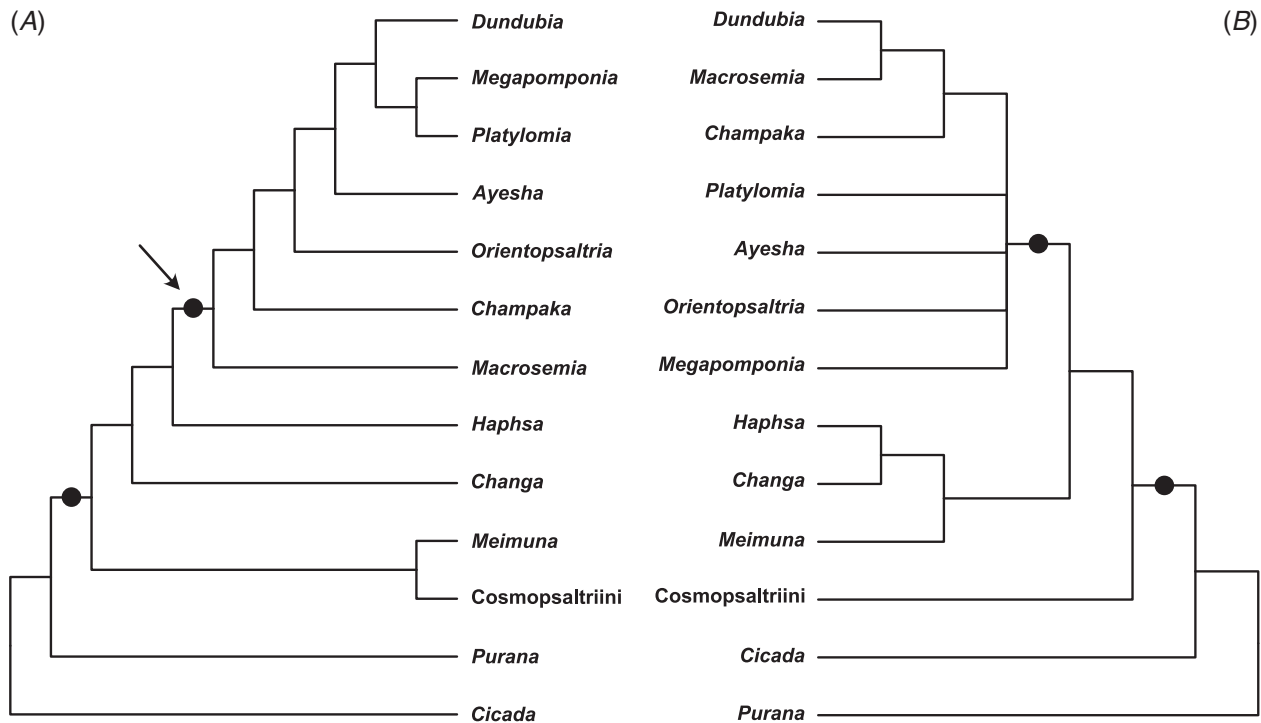 (A)
Dundubia
Megapomponia
Platylomia
Ayesha
Orientopsaltria
Champaka
Macrosemia
Haphsa
Changa
Meimuna
Cosmopsaltriini
Purana
Cicada
(B)
Dundubia
Macrosemia
Champaka
Platylomia
Ayesha
Orientopsaltria
Megapomponia
Haphsa
Changa
Meimuna
Cosmopsaltriini
Cicada
Purana